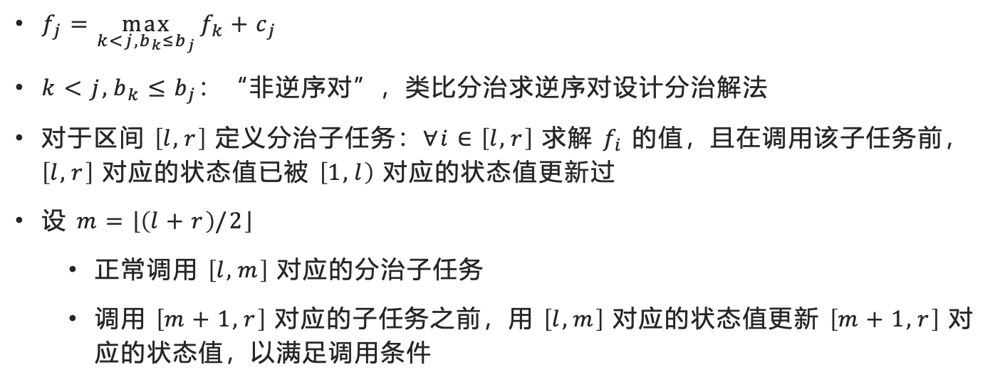 • f_j = max_{k<j,b_k≤b_j} f_k + c_j
• k < j, b_k ≤ b_j：“非逆序对”，类比分治求逆序对设计分治解法
• 对于区间 [l, r] 定义分治子任务：∀i ∈ [l, r] 求解 f_i 的值，且在调用该子任务前，
[l, r] 对应的状态值已被 [1, l) 对应的状态值更新过
• 设 m = ⌊(l + r)/2⌋
• 正常调用 [l, m] 对应的分治子任务
• 调用 [m + 1, r] 对应的子任务之前，用 [l, m] 对应的状态值更新 [m + 1, r] 对
应的状态值，以满足调用条件